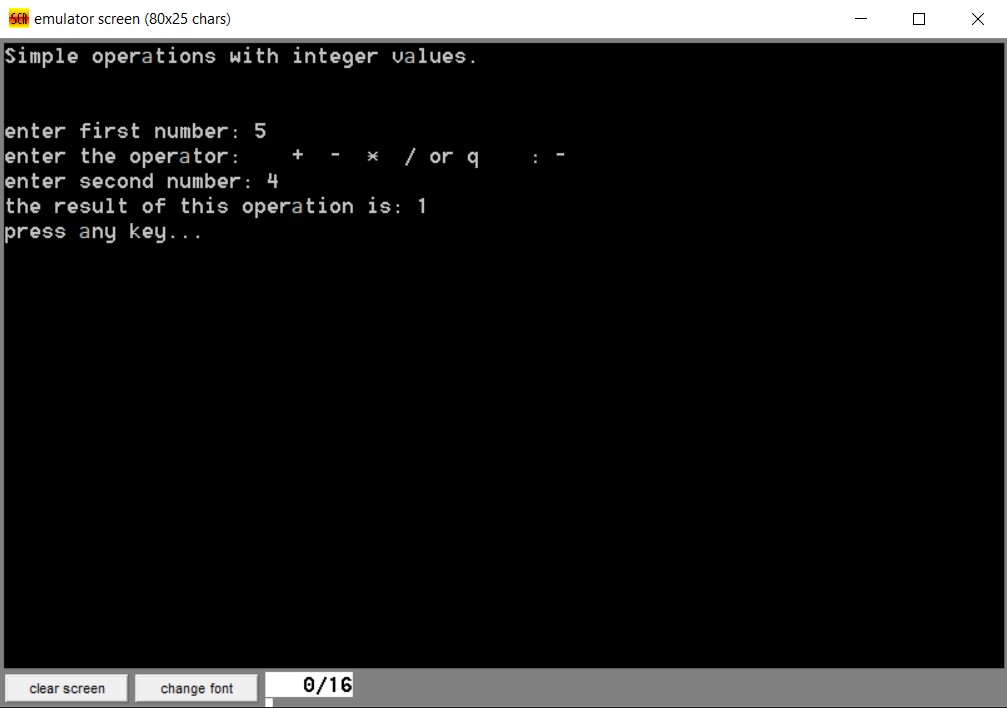 SCR emulator screen (80x25 chars)
Simple operations with integer values.
enter first number: 5
enter the operator:    +  -  *  / or q    : -
enter second number: 4
the result of this operation is: 1
press any key...
clear screen change font 0/16